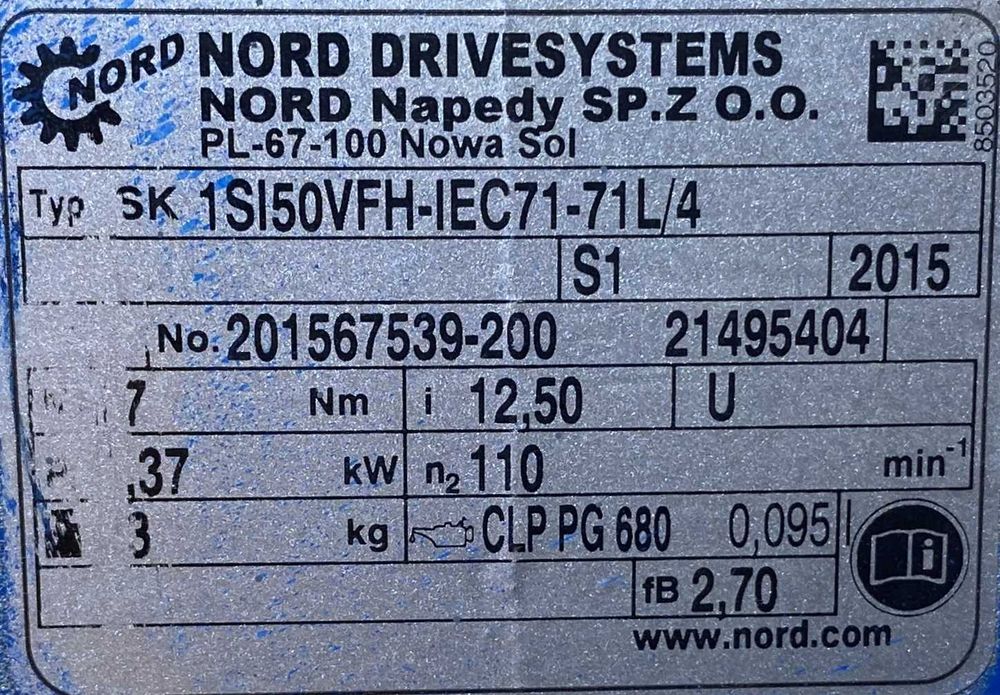 NORD
NORD DRIVESYSTEMS
NORD Napedy SP.Z O.O.
PL-67-100 Nowa Sol
8503520
Typ SK 1SI50VFH-IEC71-71L/4
S1 2015
No. 201567539-200 21495404
7 Nm i 12,50 U
,37 kW n2 110 min-1
3 kg CLP PG 680 0,095 l
fB 2,70
www.nord.com